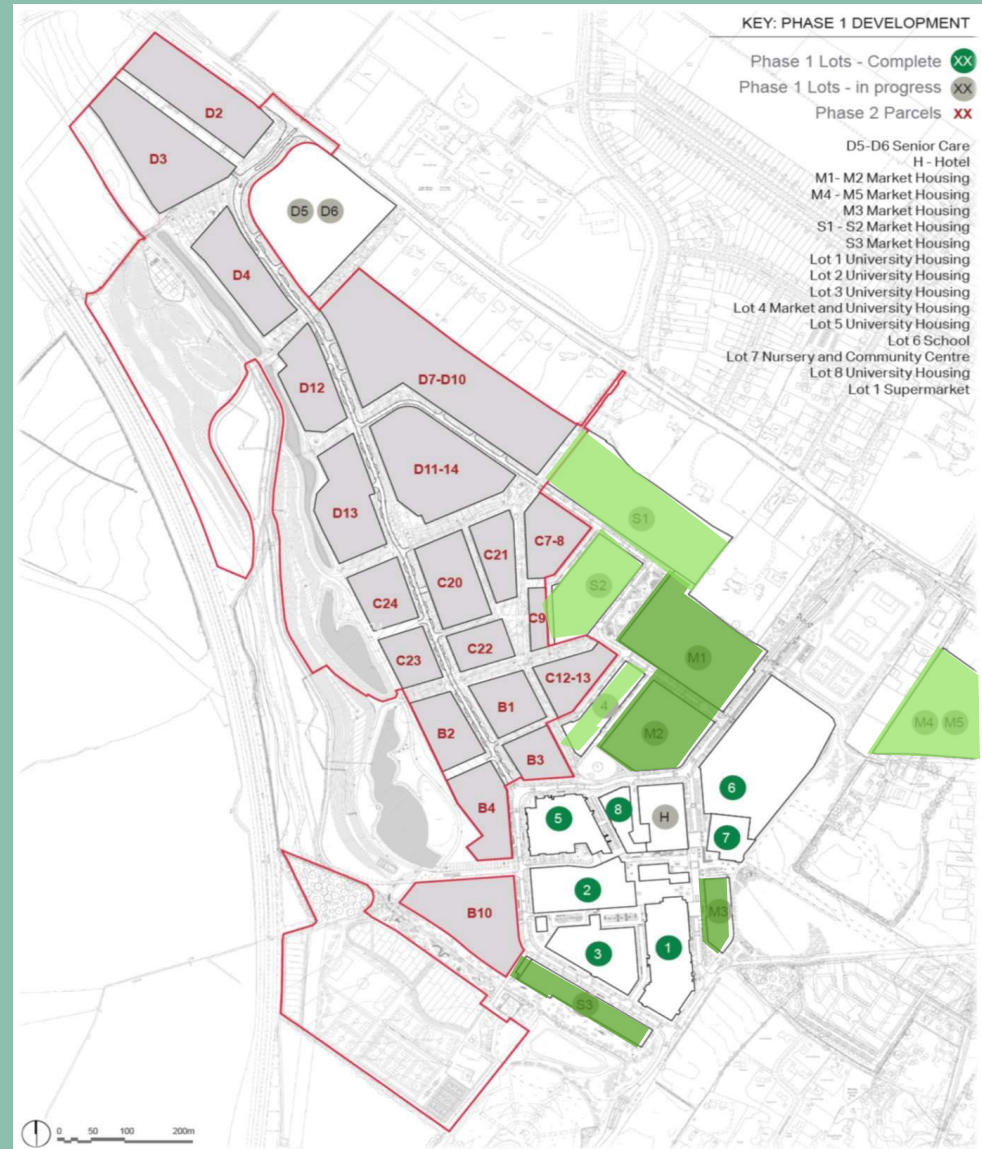 KEY: PHASE 1 DEVELOPMENT
Phase 1 Lots - Complete XX
Phase 1 Lots - in progress XX
Phase 2 Parcels XX
D5-D6 Senior Care
H - Hotel
M1- M2 Market Housing
M4 - M5 Market Housing
M3 Market Housing
S1 - S2 Market Housing
S3 Market Housing
Lot 1 University Housing
Lot 2 University Housing
Lot 3 University Housing
Lot 4 Market and University Housing
Lot 5 University Housing
Lot 6 School
Lot 7 Nursery and Community Centre
Lot 8 University Housing
Lot 1 Supermarket
D2
D3
D5 D6
D4
D12
D7-D10
D11-14
D13
S1
C7-8
C21
C20
S2
C24
C9
C22
C23
M1
C12-13
B1
4
M4 M5
B2
M2
B3
6
B4
5
8
H
7
2
B10
M3
3
1
S3
0 50 100 200m